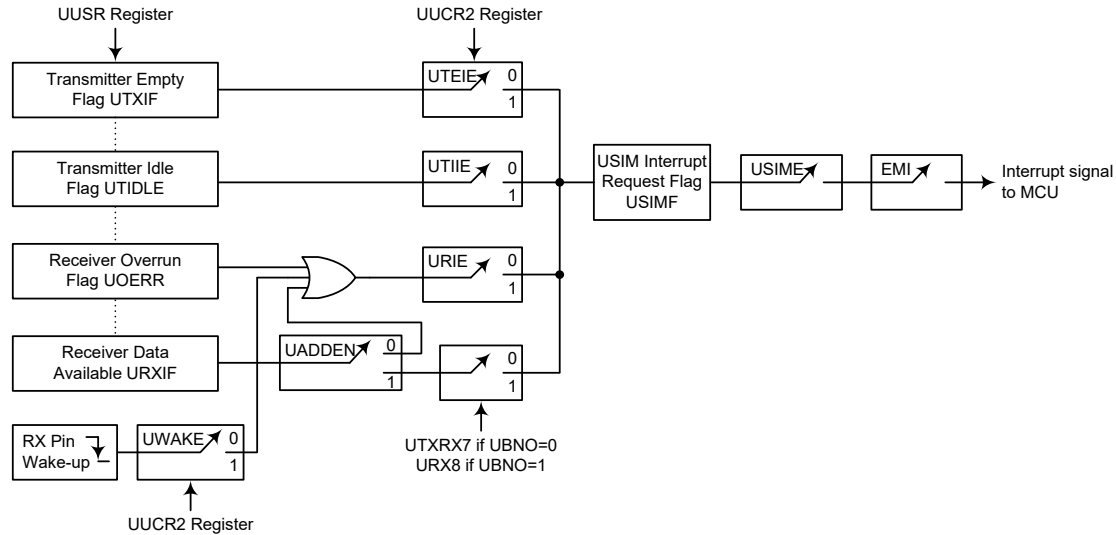 UUSR Register
UUCR2 Register
Transmitter Empty
Flag UTXIF
UTEIE
0
1
Transmitter Idle
Flag UTIDLE
UTIIE
0
1
USIM Interrupt
Request Flag
USIMF
USIME
EMI
Interrupt signal
to MCU
Receiver Overrun
Flag UOERR
URIE
0
1
Receiver Data
Available URXIF
UADDEN
0
1
0
1
RX Pin
Wake-up
UWAKE
0
1
UTXRX7 if UBNO=0
URX8 if UBNO=1
UUCR2 Register